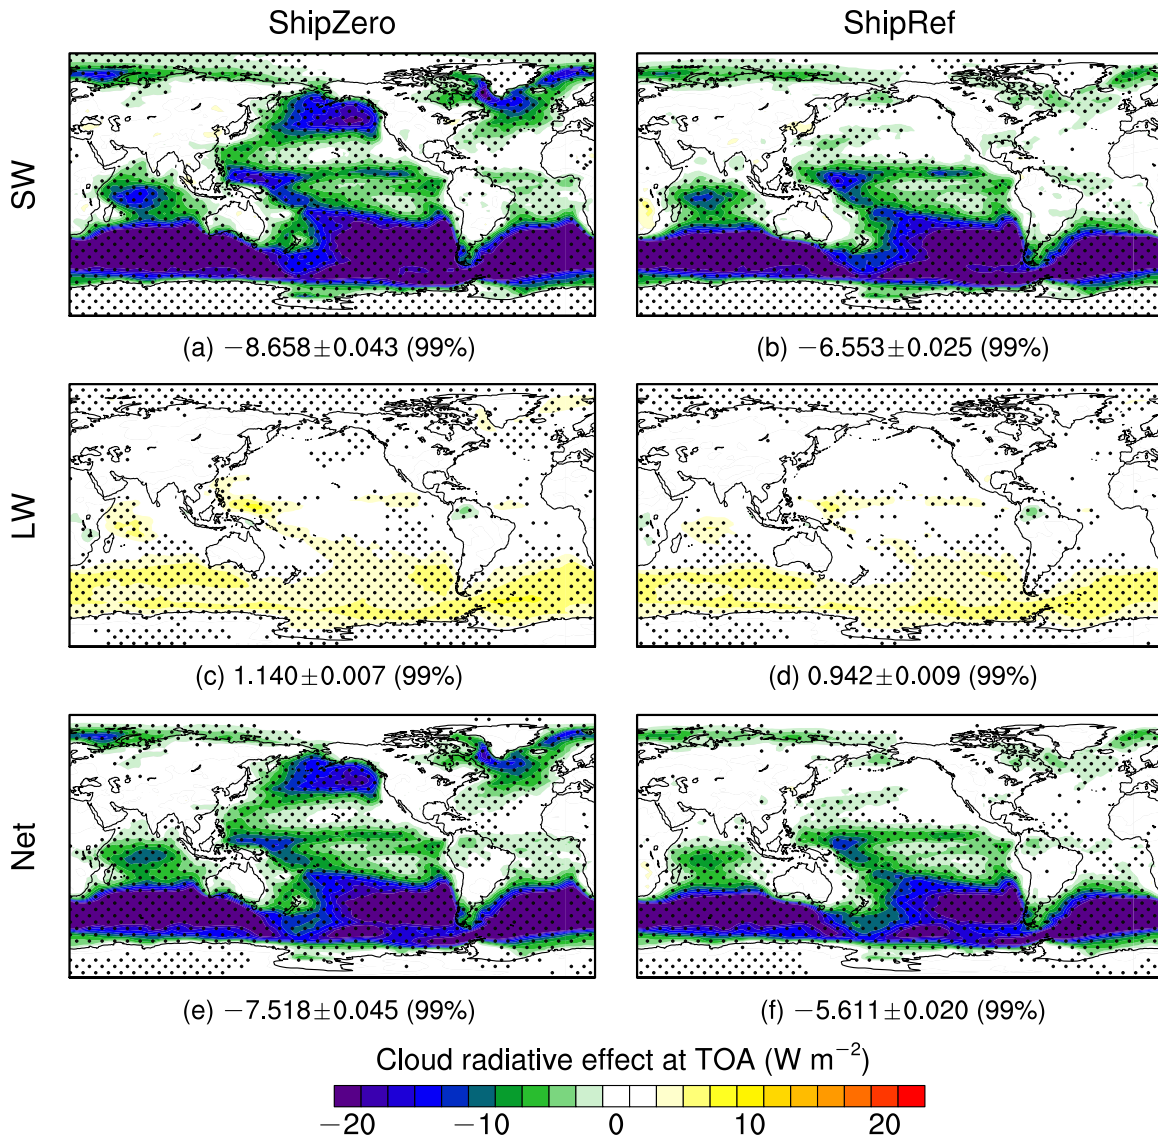 ShipZero
ShipRef
SW
(a) −8.658±0.043 (99%)
(b) −6.553±0.025 (99%)
LW
(c) 1.140±0.007 (99%)
(d) 0.942±0.009 (99%)
Net
(e) −7.518±0.045 (99%)
(f) −5.611±0.020 (99%)
Cloud radiative effect at TOA (W m⁻²)
−20 −10 0 10 20